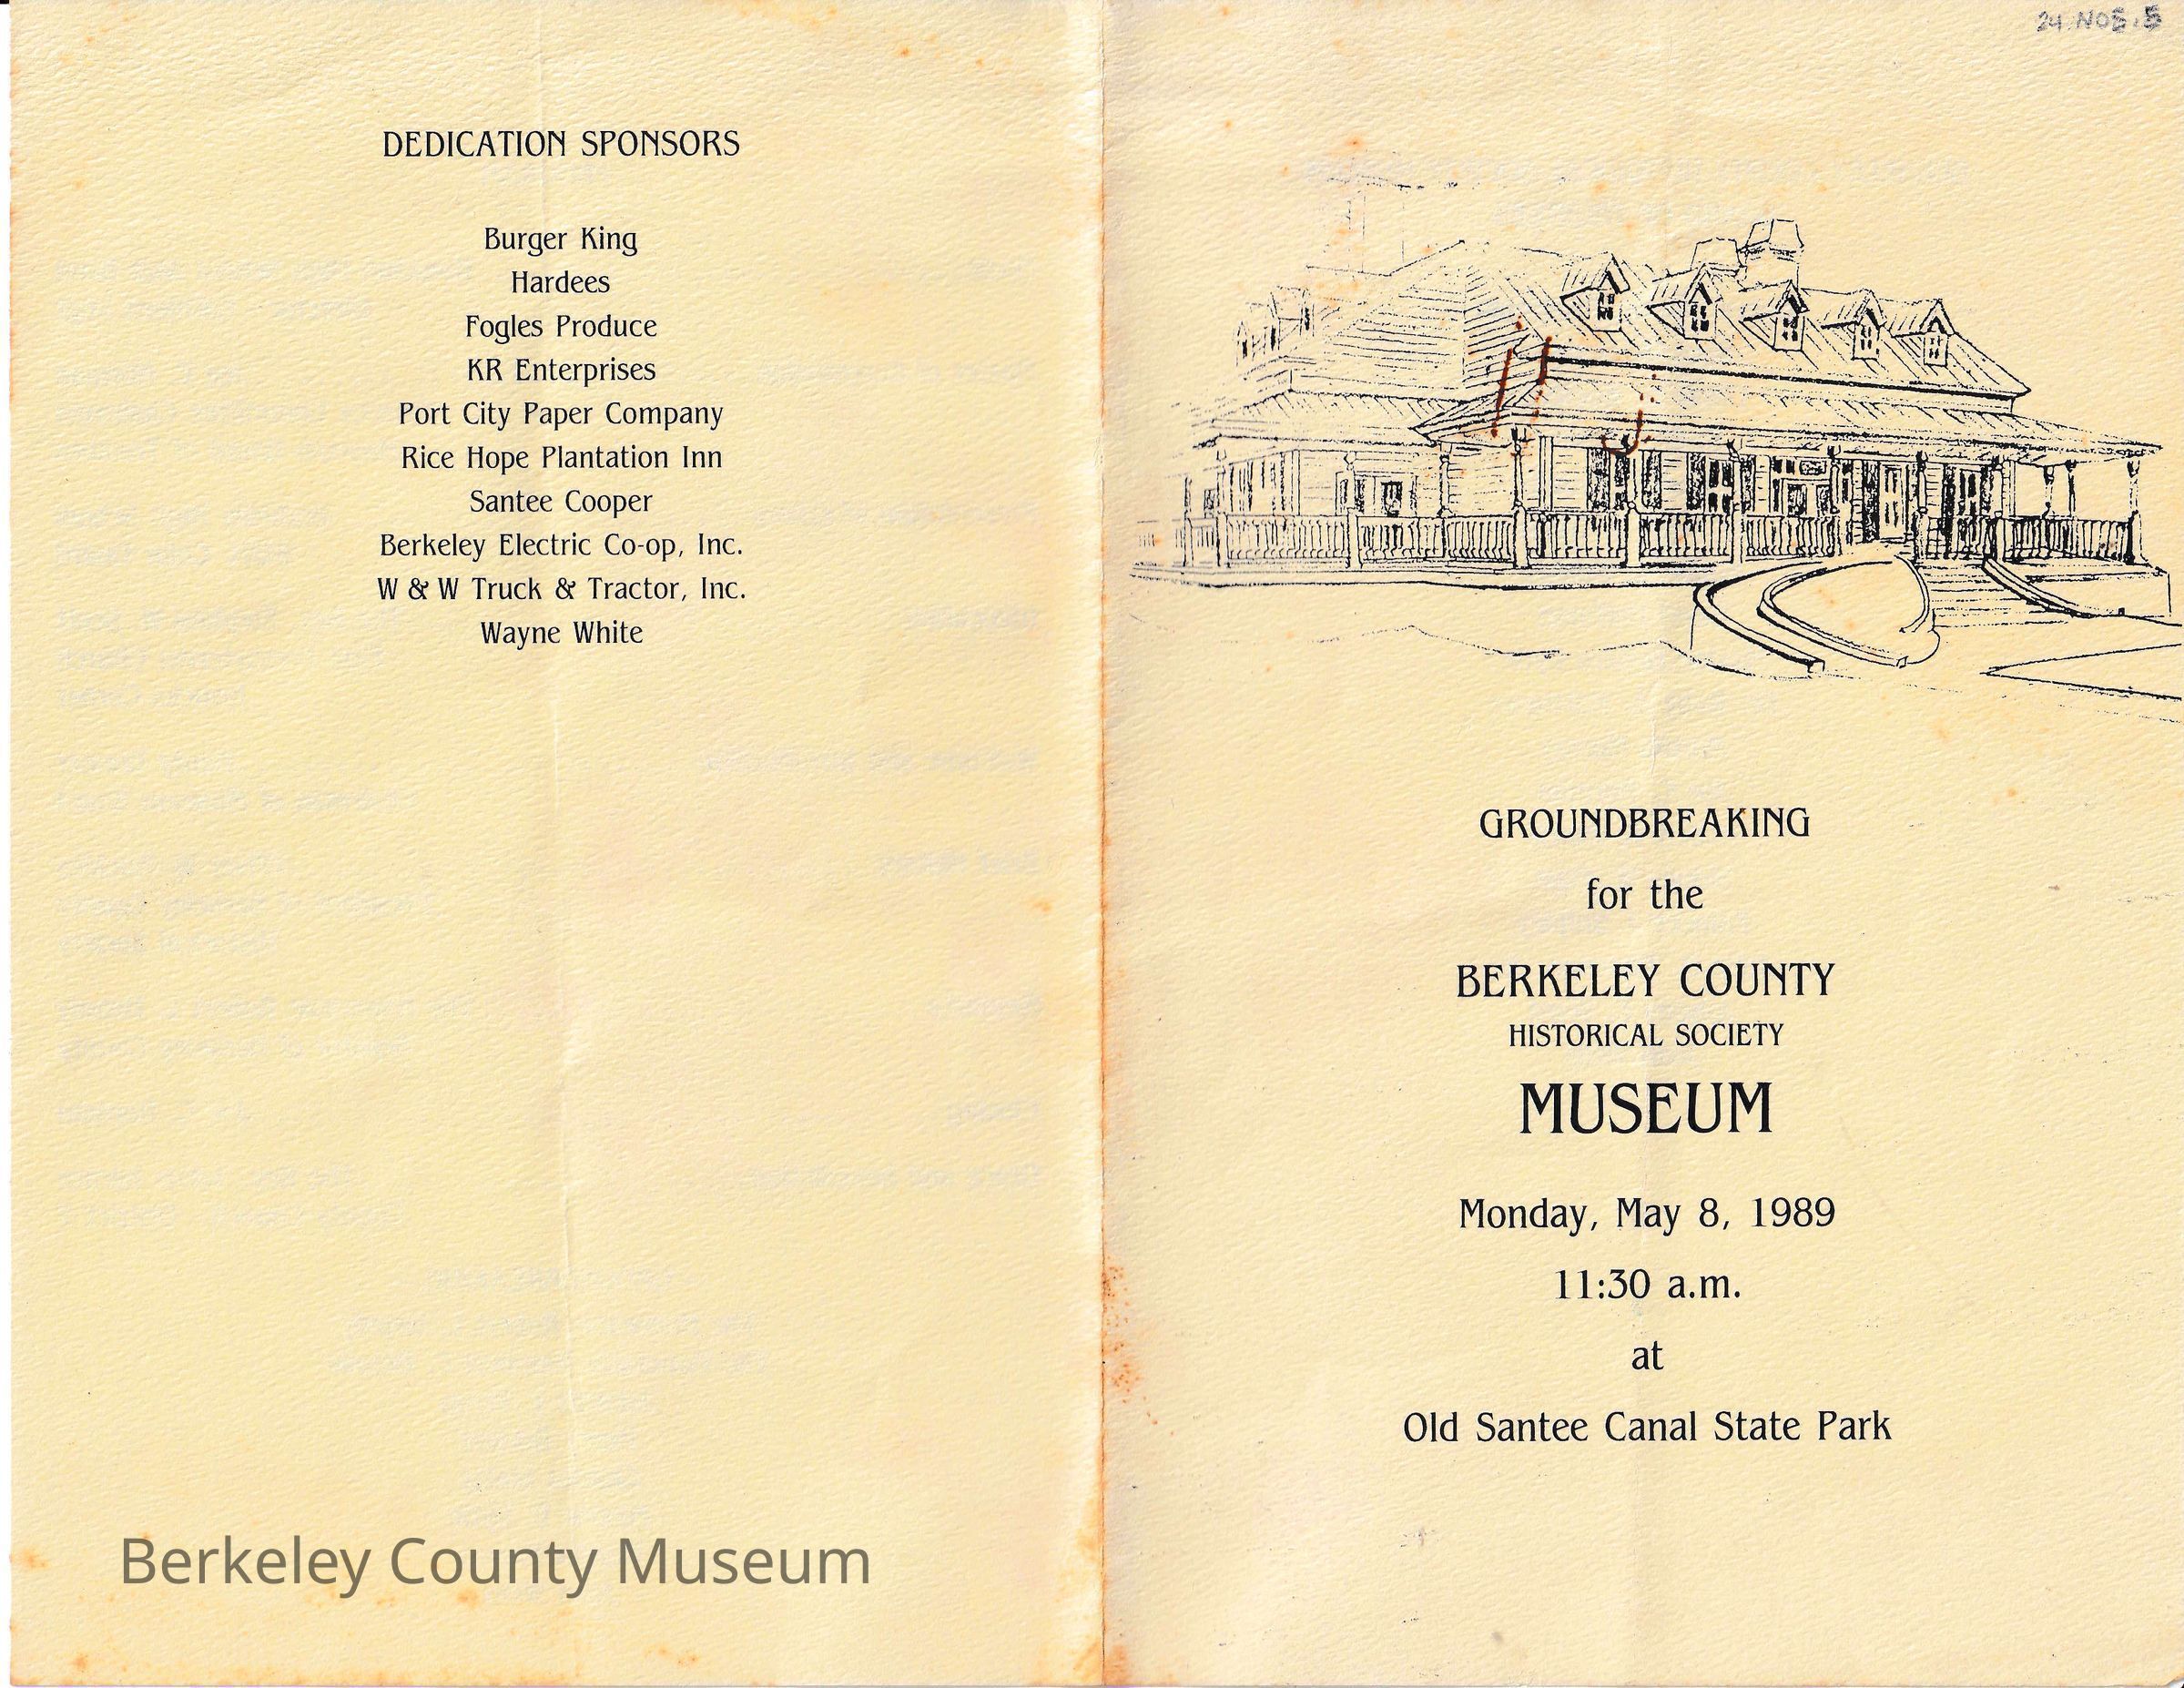 DEDICATION SPONSORS
Burger King
Hardees
Fogles Produce
KR Enterprises
Port City Paper Company
Rice Hope Plantation Inn
Santee Cooper
Berkeley Electric Co-op, Inc.
W & W Truck & Tractor, Inc.
Wayne White
Berkeley County Museum
GROUNDBREAKING
for the
BERKELEY COUNTY
HISTORICAL SOCIETY
MUSEUM
Monday, May 8, 1989
11:30 a.m.
at
Old Santee Canal State Park